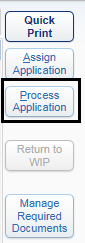 Quick
Print
Assign
Application
Process
Application
Return to
WIP
Manage
Required
Documents